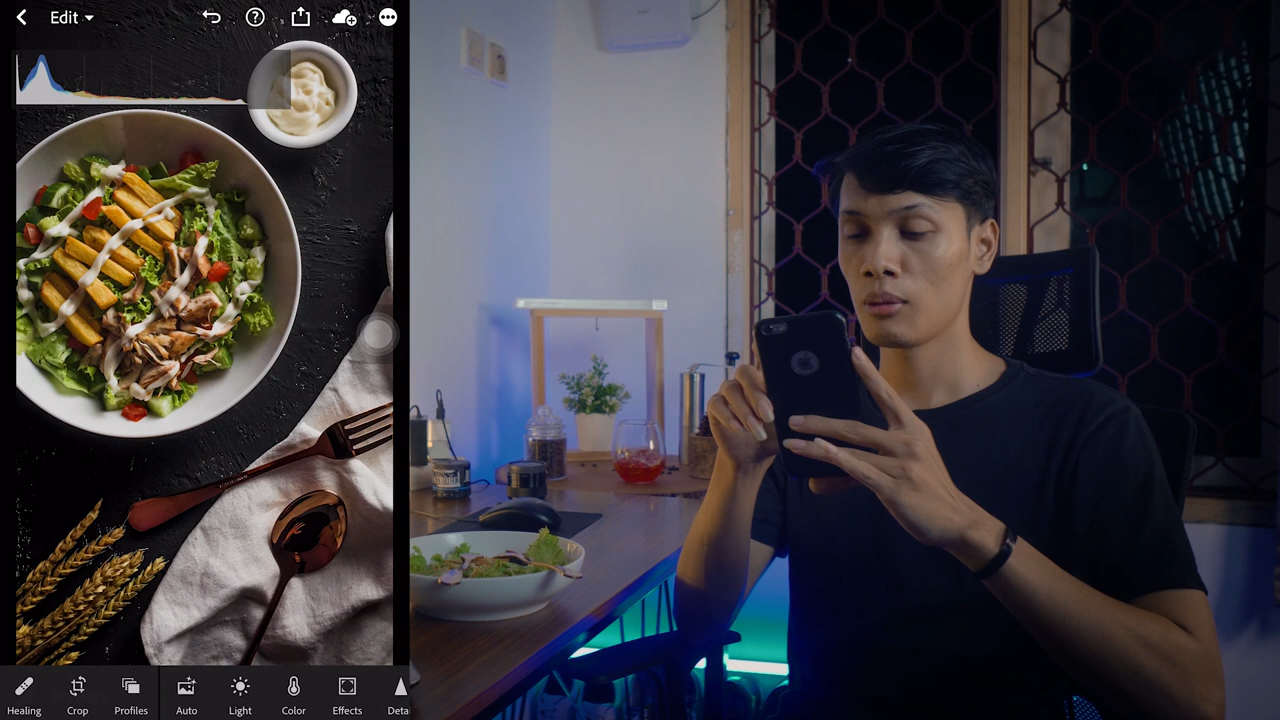 Edit
Healing
Crop
Profiles
Auto
Light
Color
Effects
Deta